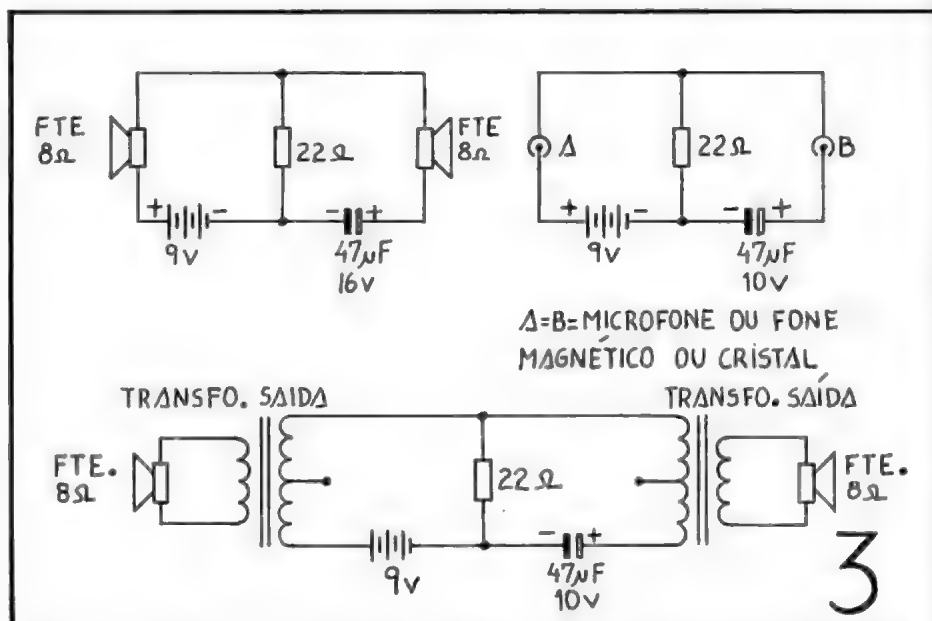 FTE
8Ω
+
-
9V
22Ω
-
+
47µF
16V
FTE
8Ω
A
+
-
9V
22Ω
-
+
47µF
10V
B
A=B=MICROFONE OU FONE
MAGNÉTICO OU CRISTAL
TRANSFO. SAIDA
TRANSFO. SAÍDA
FTE.
8Ω
9V
22Ω
-
+
47µF
10V
FTE.
8Ω
3